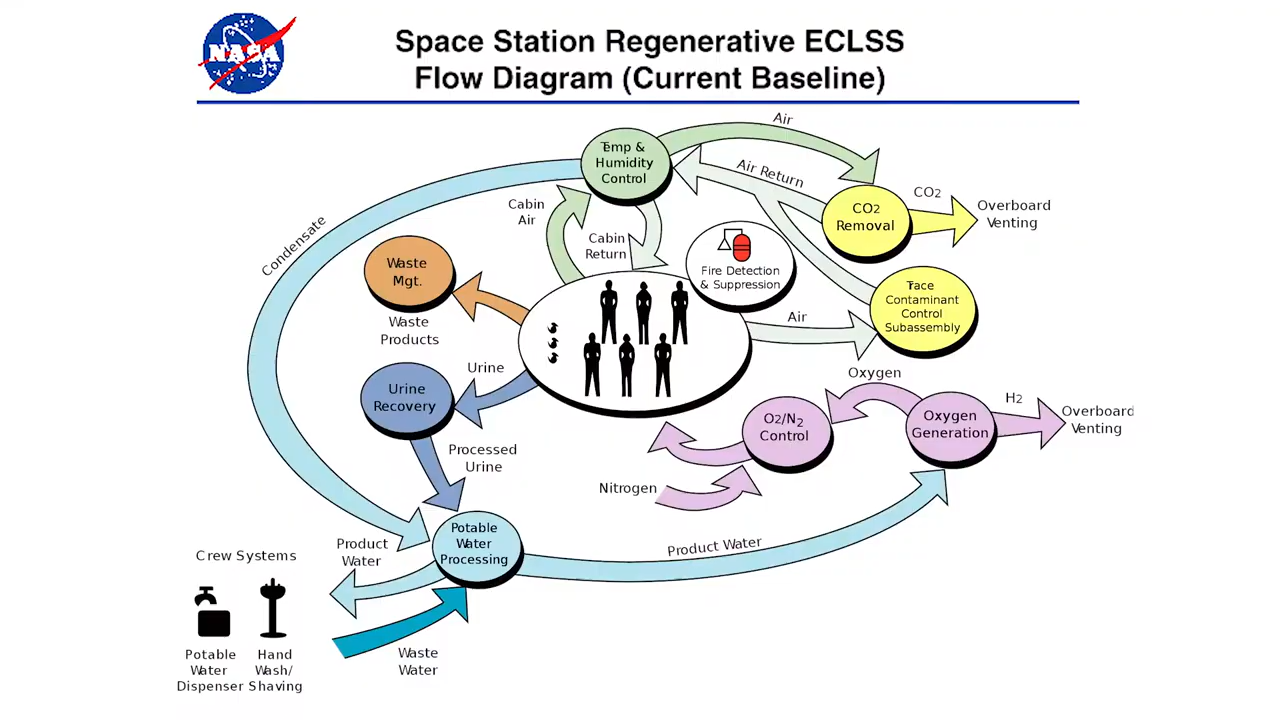 NASA
Space Station Regenerative ECLSS
Flow Diagram (Current Baseline)
Air
Temp &
Humidity
Control
Air Return
CO2
Overboard
Venting
CO2
Removal
Cabin
Air
Cabin
Return
Condensate
Fire Detection
& Suppression
Waste
Mgt.
Waste
Products
Trace
Contaminant
Control
Subassembly
Air
Urine
Oxygen
Urine
Recovery
H2
Overboard
Venting
O2/N2
Control
Oxygen
Generation
Processed
Urine
Nitrogen
Potable
Water
Processing
Product Water
Product
Water
Crew Systems
Potable
Water
Dispenser
Hand
Wash/
Shaving
Waste
Water